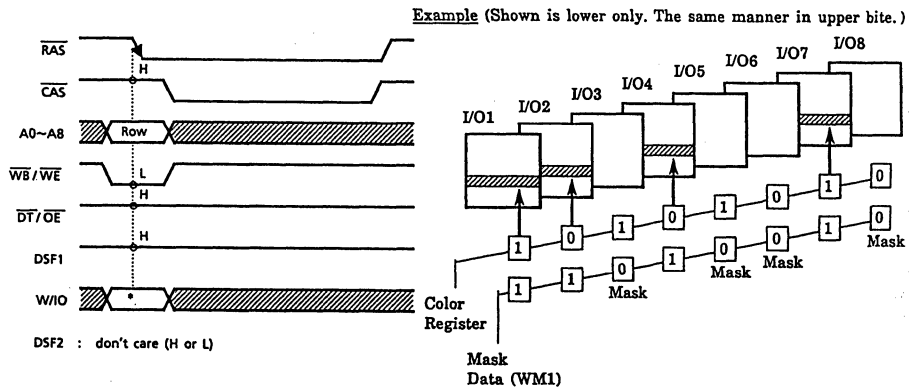 Example (Shown is lower only. The same manner in upper bite.)
RAS
H
CAS
A0~A8
Row
WB / WE
L
H
DT / OE
H
DSF1
W/IO
*
DSF2 : don't care (H or L)
I/O1
I/O2
I/O3
I/O4
I/O5
I/O6
I/O7
I/O8
1
0
1
0
1
0
1
0
Color
Register
1
1
0
1
0
0
1
0
Mask
Mask
Mask
Mask
Mask
Data (WM1)